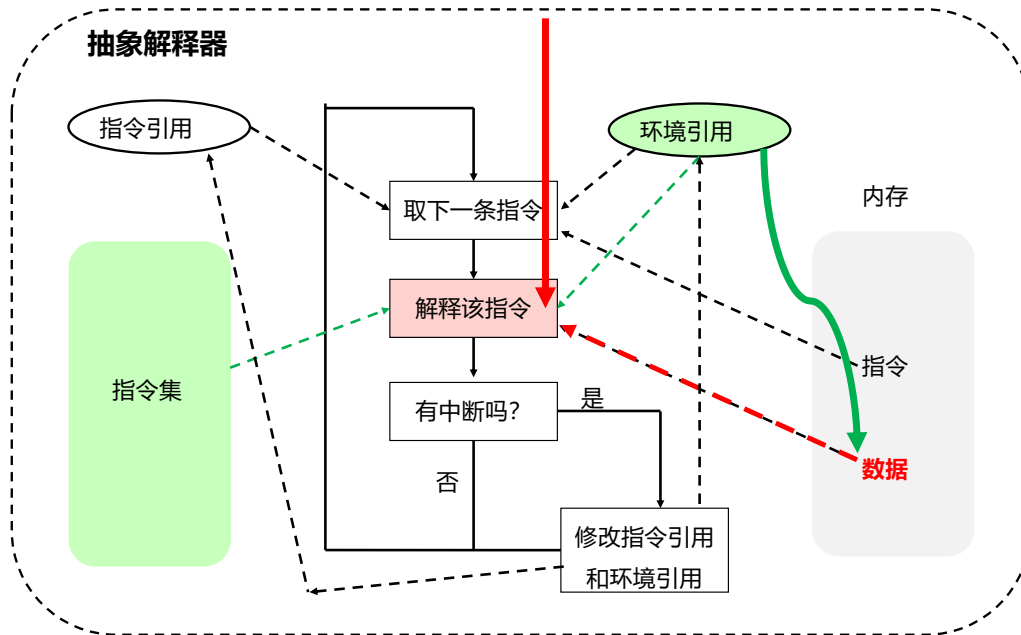 抽象解释器
指令引用
环境引用
内存
取下一条指令
解释该指令
指令
指令集
有中断吗?
是
数据
否
修改指令引用
和环境引用